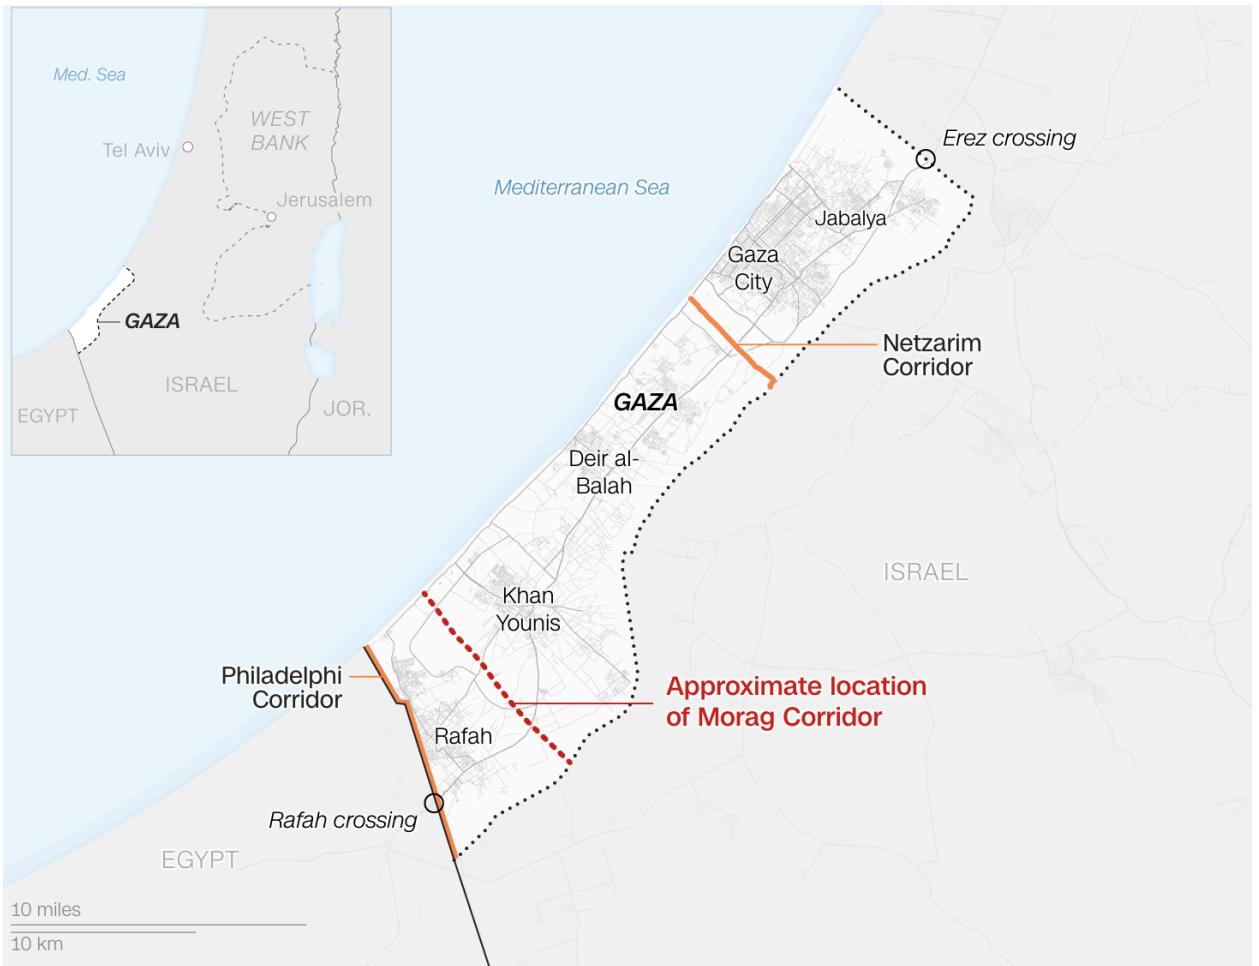 Med. Sea
Tel Aviv
WEST
BANK
Jerusalem
GAZA
ISRAEL
EGYPT
JOR.
Mediterranean Sea
Erez crossing
Jabalya
Gaza
City
Netzarim
Corridor
GAZA
Deir al-
Balah
ISRAEL
Khan
Younis
Philadelphi
Corridor
Approximate location
of Morag Corridor
Rafah
Rafah crossing
EGYPT
10 miles
10 km